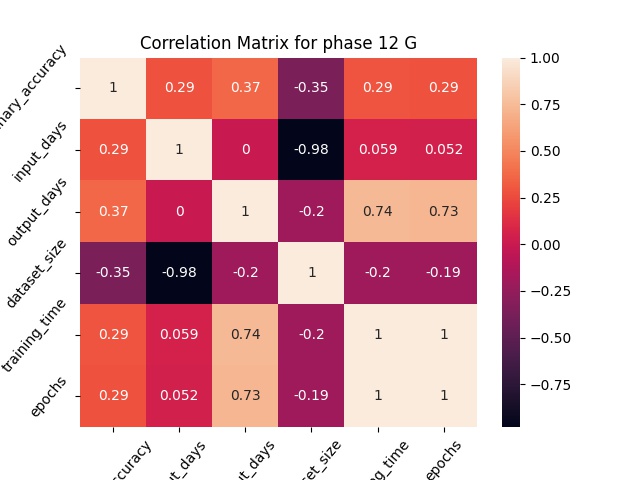 Correlation Matrix for phase 12 G
nary_accuracy
1 0.29 0.37 -0.35 0.29 0.29
input_days
0.29 1 0 -0.98 0.059 0.052
output_days
0.37 0 1 -0.2 0.74 0.73
dataset_size
-0.35 -0.98 -0.2 1 -0.2 -0.19
training_time
0.29 0.059 0.74 -0.2 1 1
epochs
0.29 0.052 0.73 -0.19 1 1
ccuracy
ut_days
ut_days
set_size
ng_time
epochs
1.00
0.75
0.50
0.25
0.00
−0.25
−0.50
−0.75